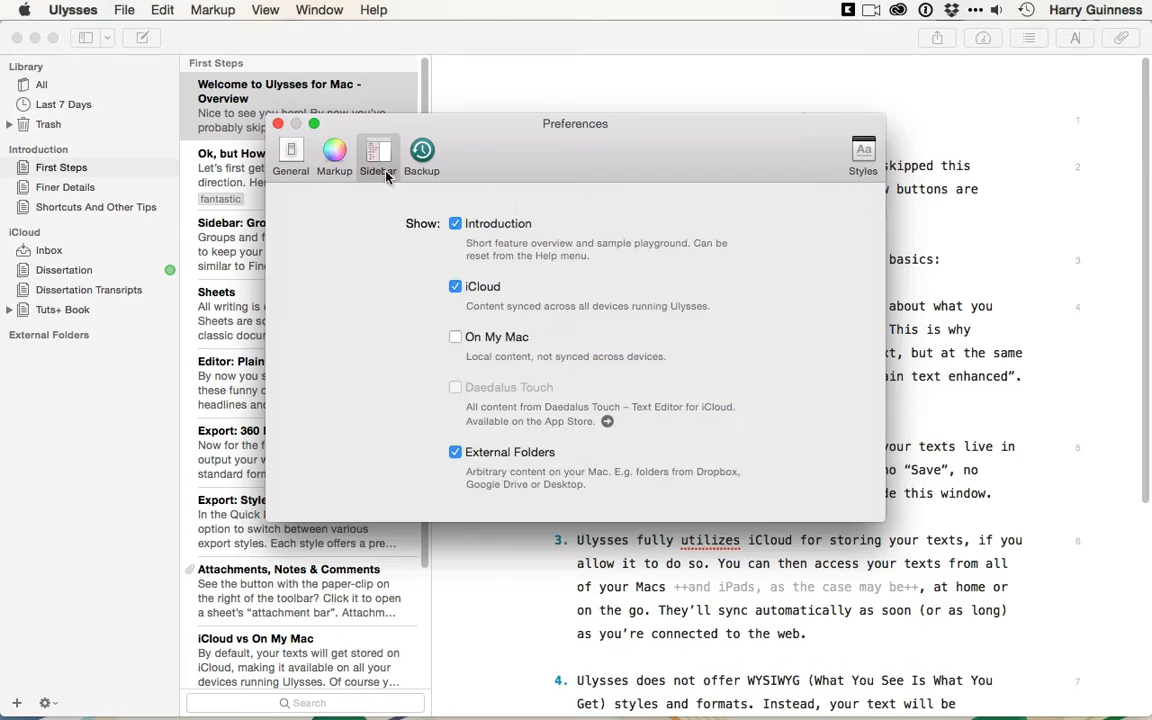 Ulysses File Edit Markup View Window Help Harry Guinness
Library
All
Last 7 Days
Trash
Introduction
First Steps
Finer Details
Shortcuts And Other Tips
iCloud
Inbox
Dissertation
Dissertation Transcripts
Tuts+ Book
External Folders
First Steps
Welcome to Ulysses for Mac -
Overview
Nice to see you here! By now you've
probably skip
Ok, but How
Let's first get
direction. He
fantastic
Sidebar: Gro
Groups and f
to keep your
similar to Fin
Sheets
All writing is
Sheets are so
classic docu
Editor: Plain
By now you s
these funny c
headlines and
Export: 360
Now for the f
output your w
standard form
Export: Style
In the Quick
option to switch between various
export styles. Each style offers a pre...
Attachments, Notes & Comments
See the button with the paper-clip on
the right of the toolbar? Click it to open
a sheet's "attachment bar". Attachm...
iCloud vs On My Mac
By default, your texts will get stored on
iCloud, making it available on all your
devices running Ulysses. Of course y...
Search
Preferences
General Markup Sidebar Backup Styles
Aa
Show: Introduction
Short feature overview and sample playground. Can be
reset from the Help menu.
iCloud
Content synced across all devices running Ulysses.
On My Mac
Local content, not synced across devices.
Daedalus Touch
All content from Daedalus Touch – Text Editor for iCloud.
Available on the App Store.
External Folders
Arbitrary content on your Mac. E.g. folders from Dropbox,
Google Drive or Desktop.
1
skipped this 2
w buttons are
basics: 3
about what you 4
This is why
xt, but at the same
ain text enhanced".
your texts live in 5
no "Save", no
de this window.
3. Ulysses fully utilizes iCloud for storing your texts, if you 6
allow it to do so. You can then access your texts from all
of your Macs ++and iPads, as the case may be++, at home or
on the go. They'll sync automatically as soon (or as long)
as you're connected to the web.
4. Ulysses does not offer WYSIWYG (What You See Is What You 7
Get) styles and formats. Instead, your text will be